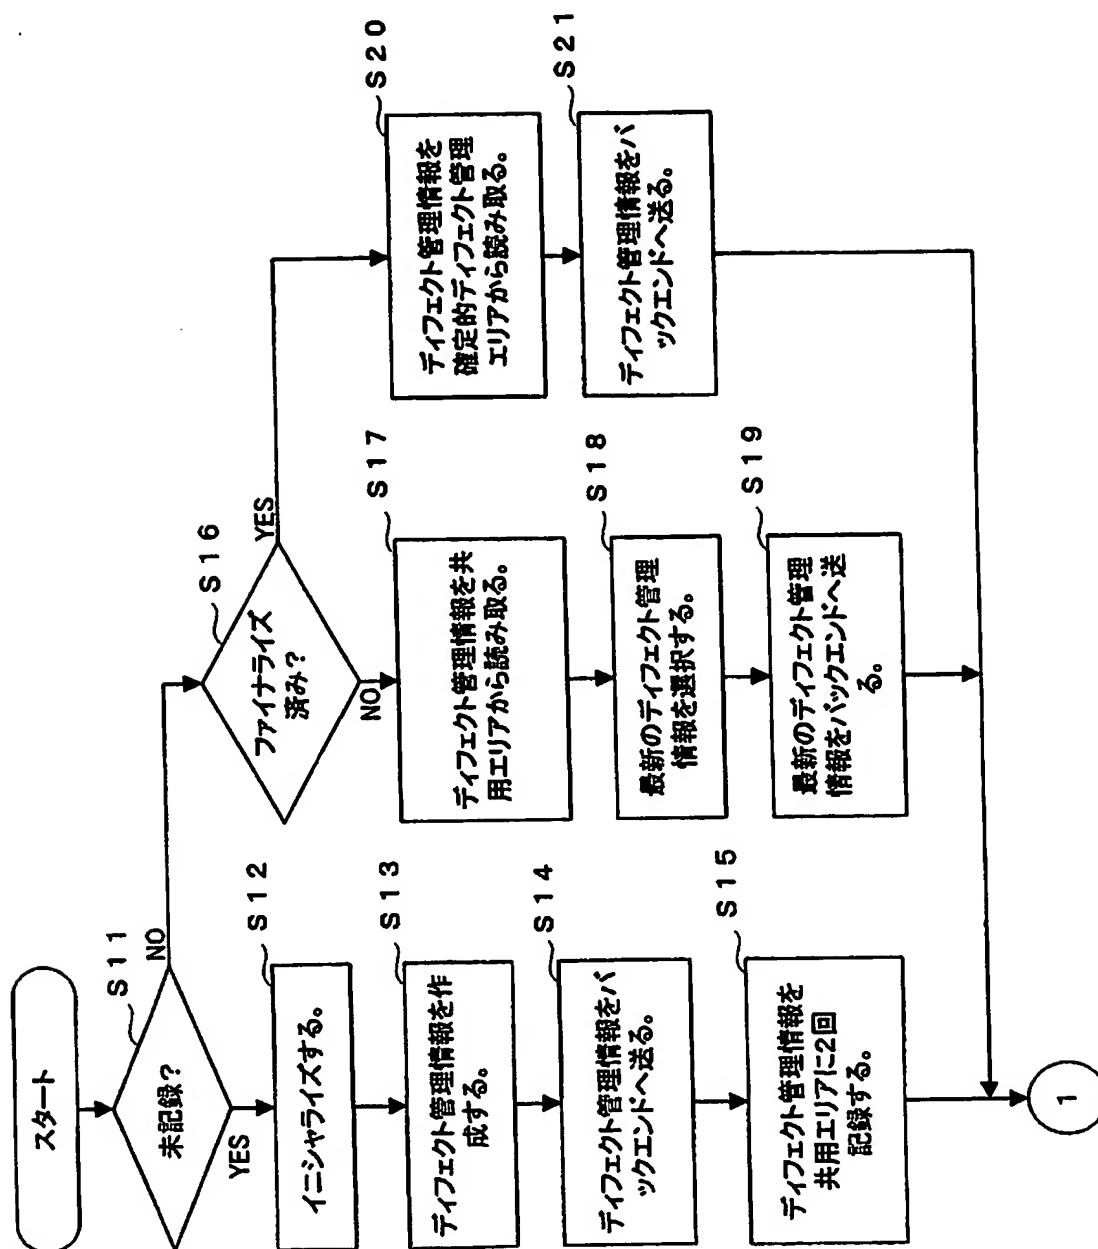 スタート
S11
未記録?
NO
YES
S12
イニシャライズする。
S13
ディフェクト管理情報を作
成する。
S14
ディフェクト管理情報をバ
ックエンドへ送る。
S15
ディフェクト管理情報を
共用エリアに2回
記録する。
S16
ファイナライズ
済み?
YES
NO
S17
ディフェクト管理情報を共
用エリアから読み取る。
S18
最新のディフェクト管理
情報を選択する。
S19
最新のディフェクト管理
情報をバックエンドへ送
る。
S20
ディフェクト管理情報を
確定的ディフェクト管理
エリアから読み取る。
S21
ディフェクト管理情報をバ
ックエンドへ送る。
1